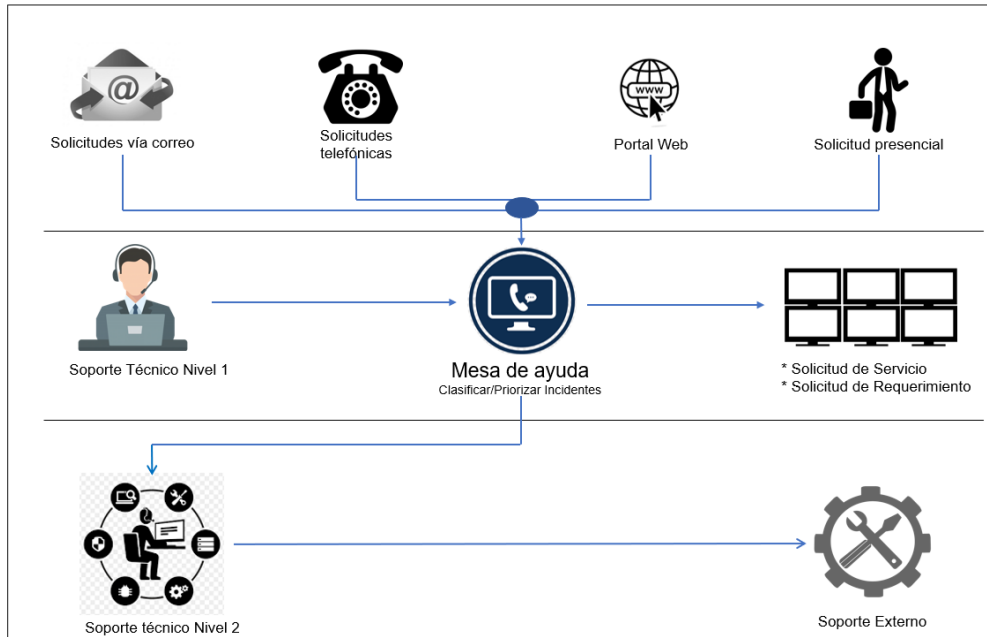 @
WWW
Solicitudes vía correo
Solicitudes
telefónicas
Portal Web
Solicitud presencial
Soporte Técnico Nivel 1
Mesa de ayuda
Clasificar/Priorizar Incidentes
* Solicitud de Servicio
* Solicitud de Requerimiento
Soporte técnico Nivel 2
Soporte Externo